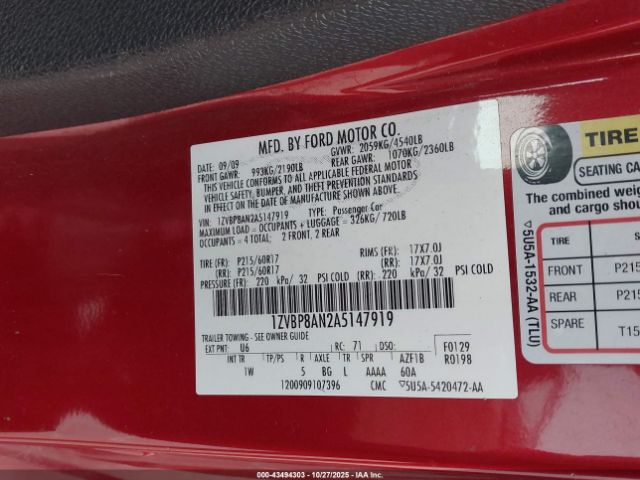 MFD. BY FORD MOTOR CO.
DATE: 09/09 GVWR: 2059KG/4540LB
FRONT GAWR: 993KG/2190LB REAR GAWR: 1070KG/2360LB
THIS VEHICLE CONFORMS TO ALL APPLICABLE FEDERAL MOTOR
VEHICLE SAFETY, BUMPER, AND THEFT PREVENTION STANDARDS
IN EFFECT ON THE DATE OF MANUFACTURE SHOWN ABOVE.
VIN: 1ZVBP8AN2A5147919 TYPE: Passenger Car
MAXIMUM LOAD = OCCUPANTS + LUGGAGE = 326KG/720LB
OCCUPANTS = 4 TOTAL; 2 FRONT, 2 REAR
TIRE (FR): P215/60R17 RIMS (FR): 17X7.0J
(RR): P215/60R17 (RR): 17X7.0J
PRESSURE (FR): 220 kPa/ 32 PSI COLD (RR): 220 kPa/ 32 PSI COLD
1ZVBP8AN2A5147919
TRAILER TOWING - SEE OWNER GUIDE
EXT PNT: U6 RC: 71 DSO: F0129
INT TR TP/PS R AXLE TR SPR AZF1B R0198
1W 5 BG L AAAA 60A
1200909107396 CMC 5U5A-5420472-AA
TIRE
SEATING CA
The combined weig
and cargo shou
TIRE S
FRONT P215
REAR P215
SPARE T15
5U5A-1532-AA (TLU)
000-43494303 - 10/27/2025 - IAAI.com